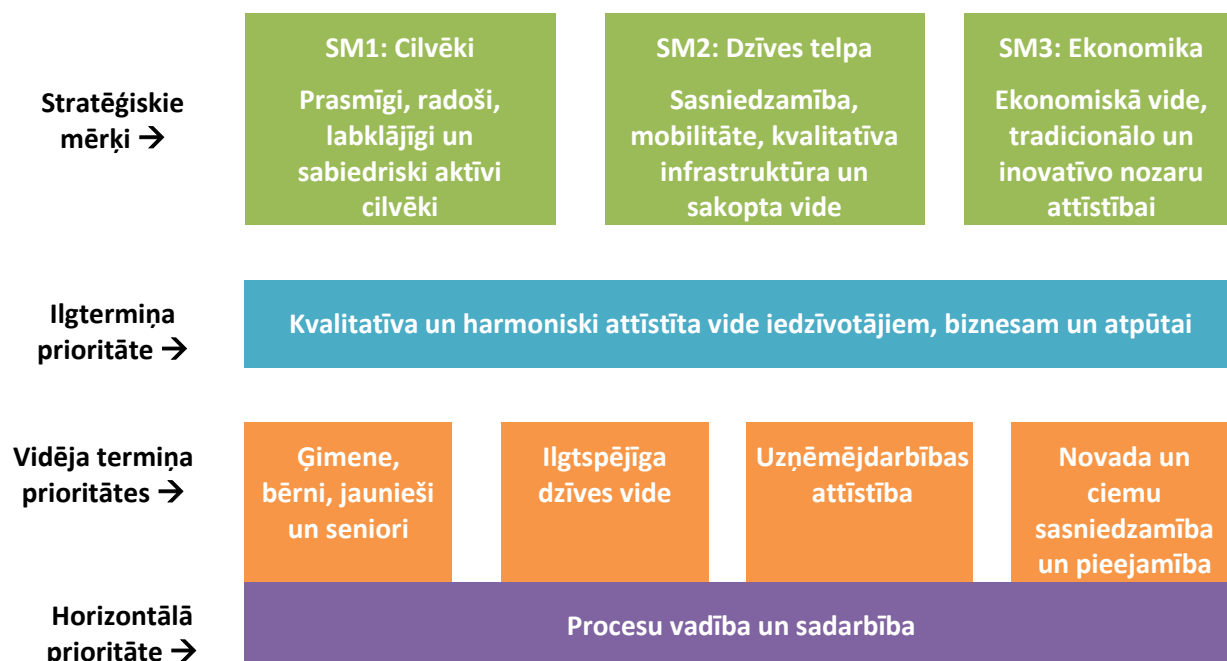 Stratēģiskie
mērķi →
SM1: Cilvēki
Prasmīgi, radoši,
labklājīgi un
sabiedriski aktīvi
cilvēki
SM2: Dzīves telpa
Sasniedzamība,
mobilitāte, kvalitatīva
infrastruktūra un
sakopta vide
SM3: Ekonomika
Ekonomiskā vide,
tradicionālo un
inovatīvo nozaru
attīstībai
Ilgtermiņa
prioritāte →
Kvalitatīva un harmoniski attīstīta vide iedzīvotājiem, biznesam un atpūtai
Vidēja termiņa
prioritātes →
Ģimene,
bērni, jaunieši
un seniori
Ilgtspējīga
dzīves vide
Uzņēmējdarbības
attīstība
Novada un
ciemu
sasniedzamība
un pieejamība
Horizontālā
prioritāte →
Procesu vadība un sadarbība